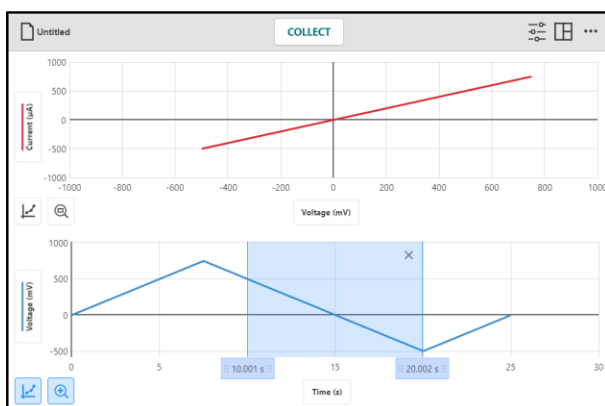 Untitled
COLLECT
1000
500
0
-500
-1000
Current (µA)
-1000 -800 -600 -400 -200 0 200 400 600 800 1000
Voltage (mV)
1000
500
0
-500
Voltage (mV)
0 5 10.001 s 15 20.002 s 25 30
Time (s)